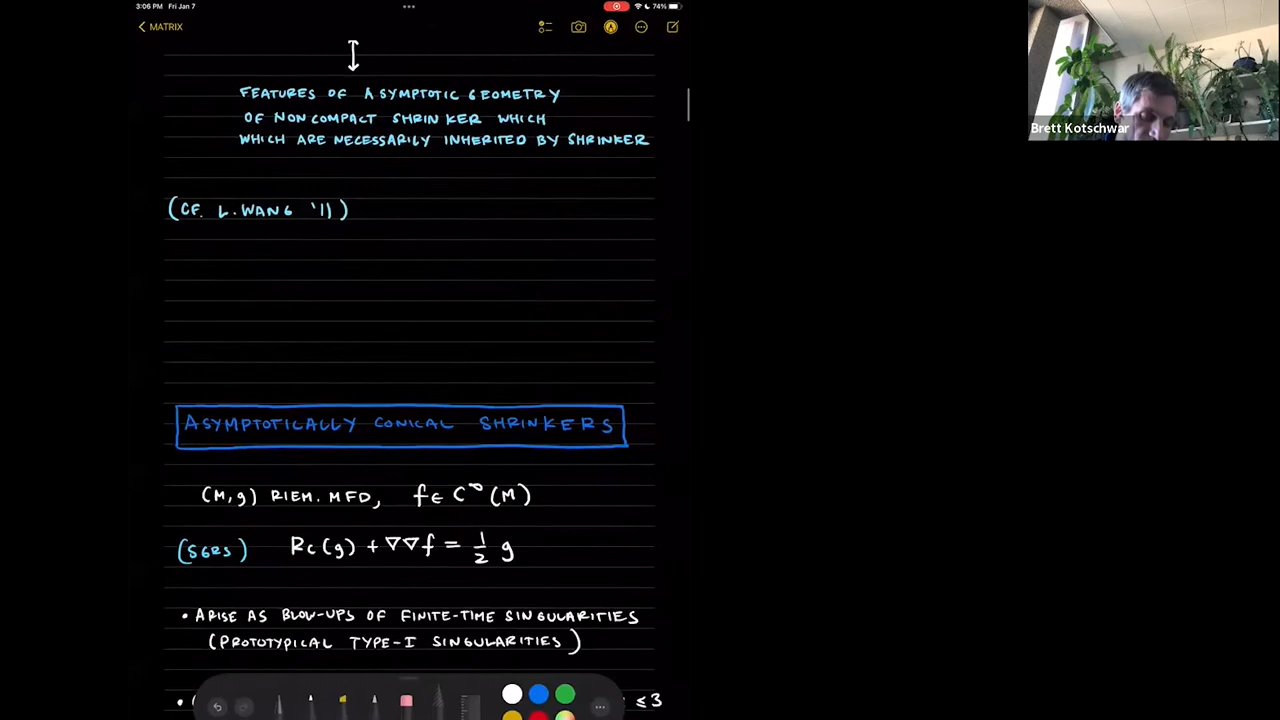 3:06 PM Fri Jan 7
74%
MATRIX
FEATURES OF ASYMPTOTIC GEOMETRY
OF NONCOMPACT SHRINKER WHICH
WHICH ARE NECESSARILY INHERITED BY SHRINKER
(CF. L. WANG '11)
ASYMPTOTICALLY CONICAL SHRINKERS
(M,g) RIEM. MFD, f ∈ C^∞(M)
(SGRS) Rc(g) + ∇∇f = 1/2 g
• ARISE AS BLOW-UPS OF FINITE-TIME SINGULARITIES
(PROTOTYPICAL TYPE-I SINGULARITIES)
≤3
Brett Kotschwar